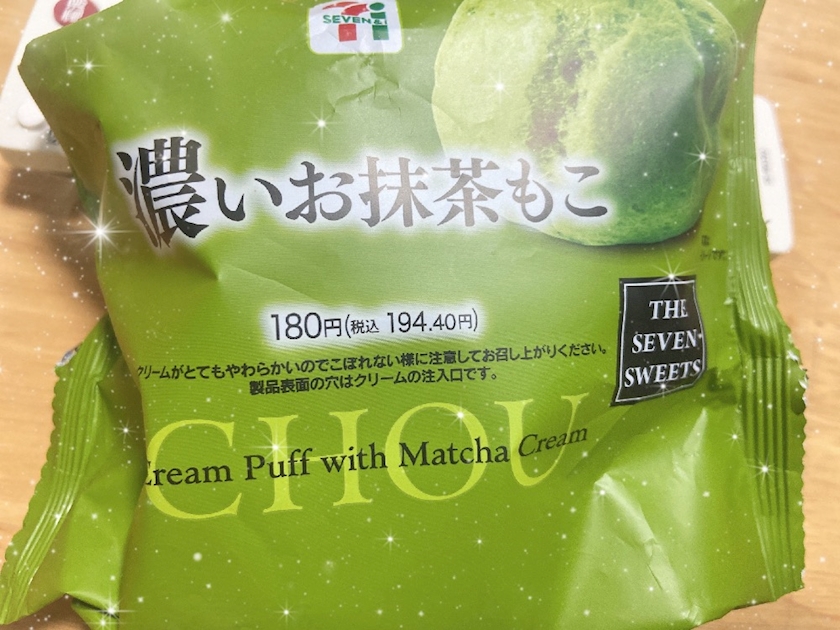 SEVEN&i
濃いお抹茶もこ
180円(税込 194.40円)
クリームがとてもやわらかいのでこぼれない様に注意してお召し上がりください。
製品表面の穴はクリームの注入口です。
THE
SEVEN-
SWEETS
CHOU
Cream Puff with Matcha Cream